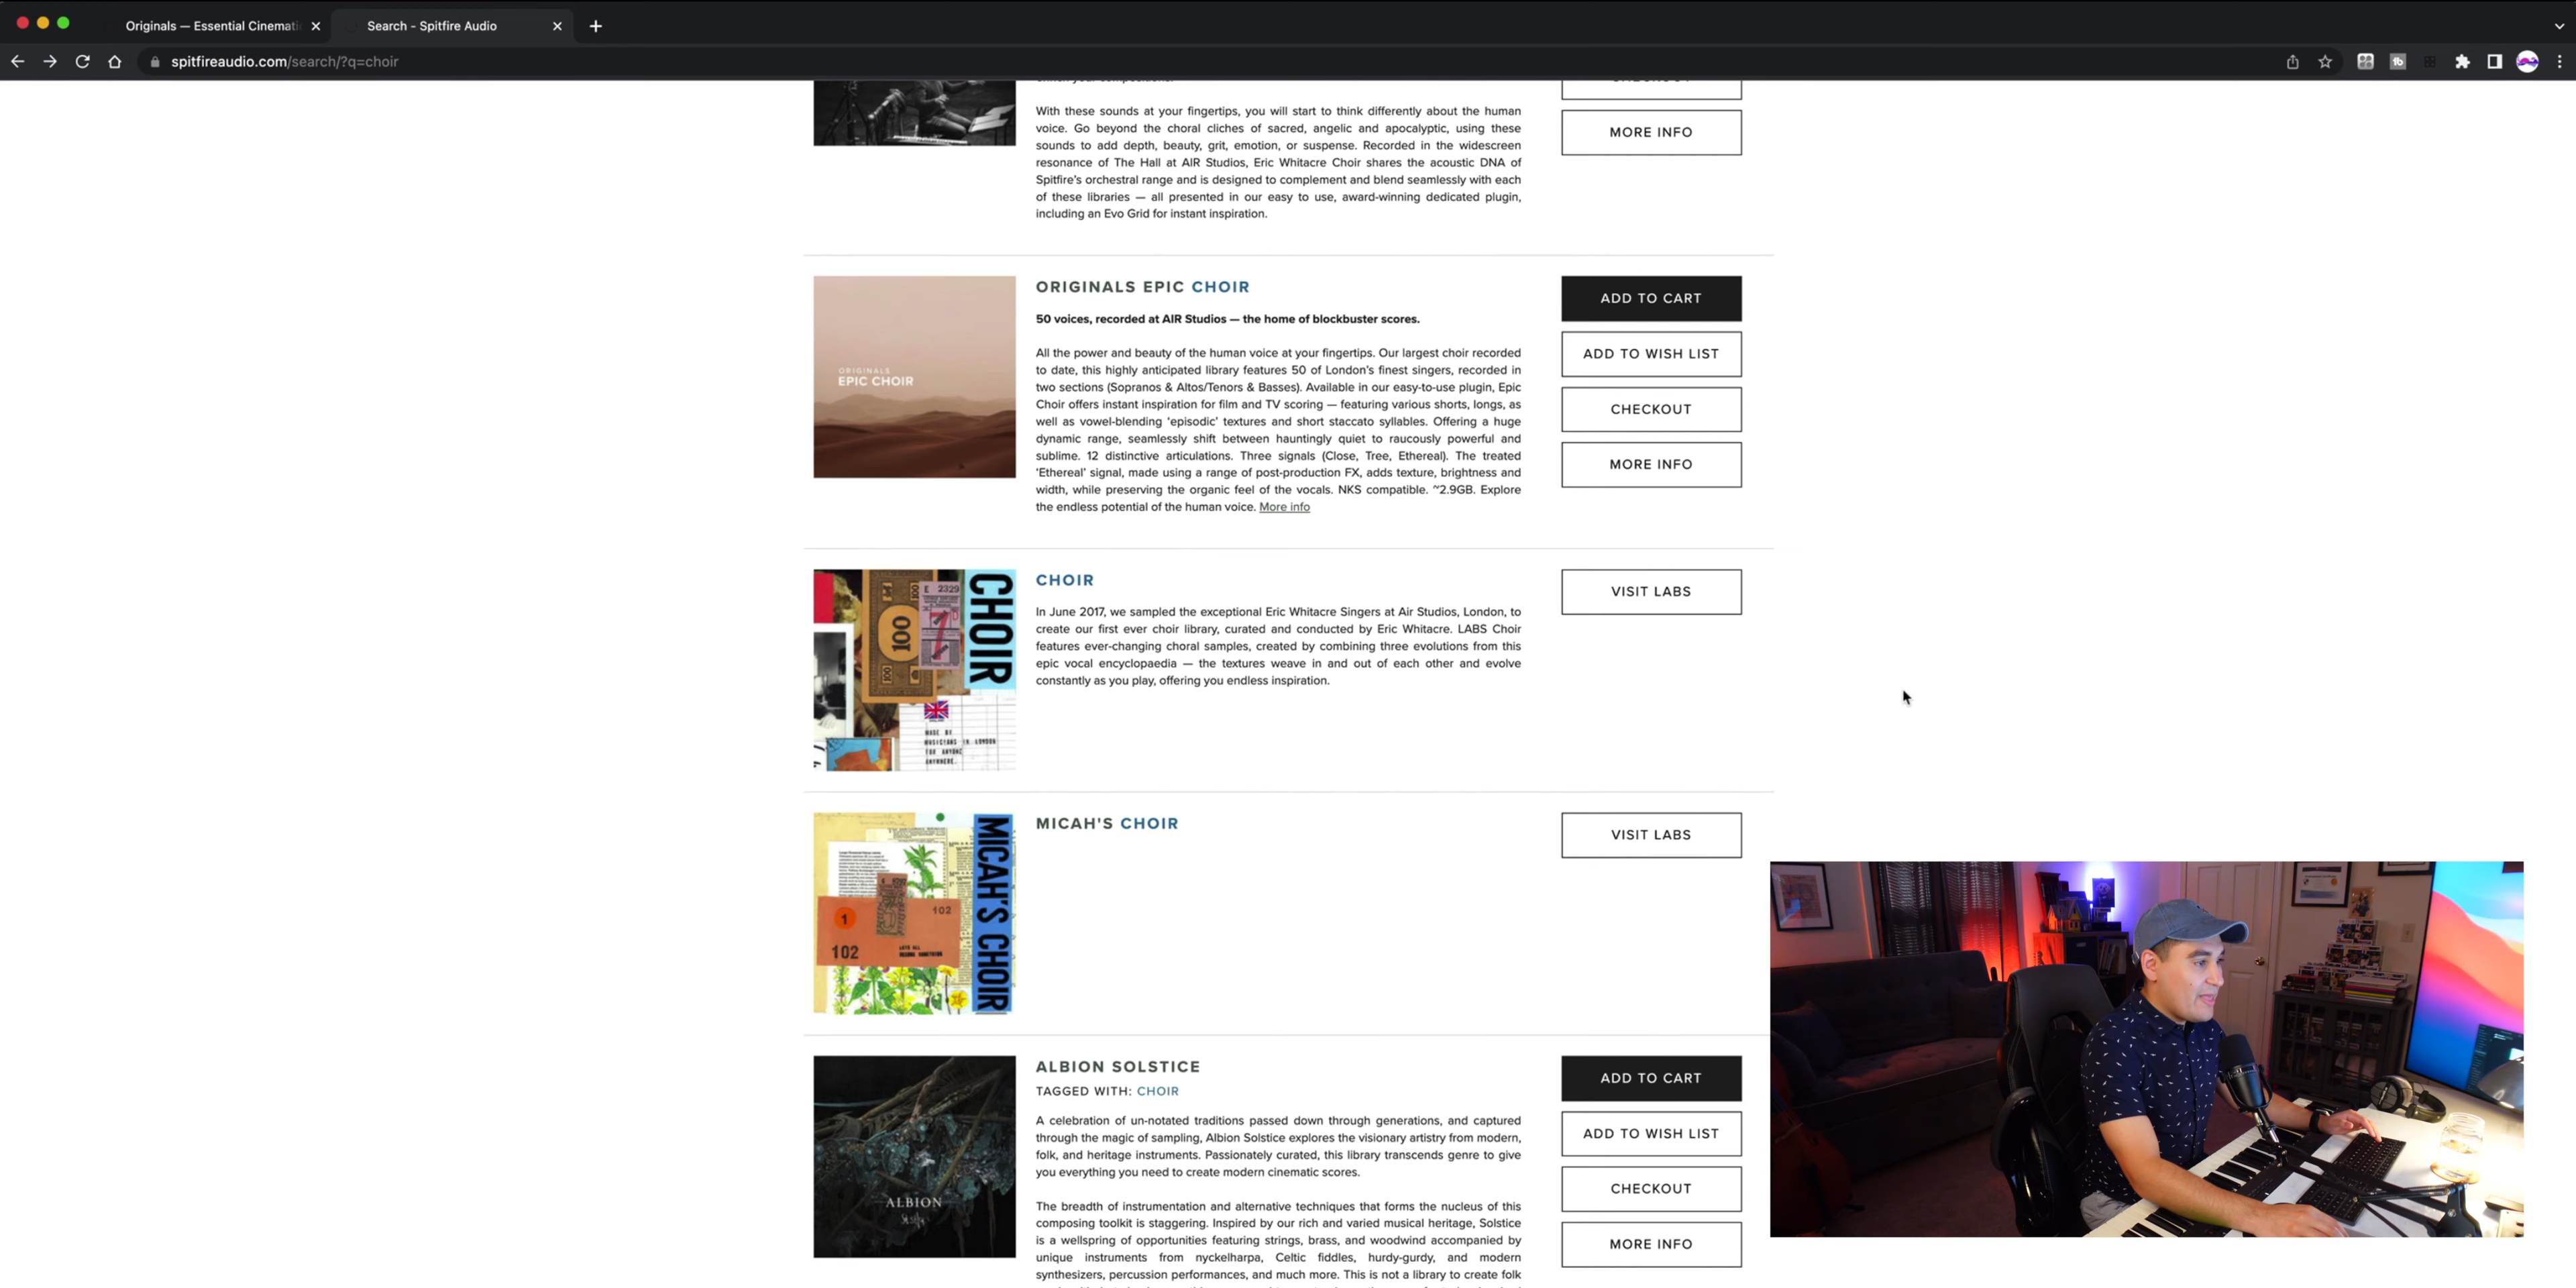 Originals — Essential Cinemati
Search - Spitfire Audio
spitfireaudio.com/search/?q=choir
With these sounds at your fingertips, you will start to think differently about the human
voice. Go beyond the choral cliches of sacred, angelic and apocalyptic, using these
sounds to add depth, beauty, grit, emotion, or suspense. Recorded in the widescreen
resonance of The Hall at AIR Studios, Eric Whitacre Choir shares the acoustic DNA of
Spitfire's orchestral range and is designed to complement and blend seamlessly with each
of these libraries — all presented in our easy to use, award-winning dedicated plugin,
including an Evo Grid for instant inspiration.
MORE INFO
ORIGINALS
EPIC CHOIR
ORIGINALS EPIC CHOIR
50 voices, recorded at AIR Studios — the home of blockbuster scores.
All the power and beauty of the human voice at your fingertips. Our largest choir recorded
to date, this highly anticipated library features 50 of London's finest singers, recorded in
two sections (Sopranos & Altos/Tenors & Basses). Available in our easy-to-use plugin, Epic
Choir offers instant inspiration for film and TV scoring — featuring various shorts, longs, as
well as vowel-blending 'episodic' textures and short staccato syllables. Offering a huge
dynamic range, seamlessly shift between hauntingly quiet to raucously powerful and
sublime. 12 distinctive articulations. Three signals (Close, Tree, Ethereal). The treated
'Ethereal' signal, made using a range of post-production FX, adds texture, brightness and
width, while preserving the organic feel of the vocals. NKS compatible. ~2.9GB. Explore
the endless potential of the human voice. More info
ADD TO CART
ADD TO WISH LIST
CHECKOUT
MORE INFO
CHOIR
E 2329
100
100
MADE BY
MUSICIANS IN LONDON
FOR ANYONE
ANYWHERE.
CHOIR
In June 2017, we sampled the exceptional Eric Whitacre Singers at Air Studios, London, to
create our first ever choir library, curated and conducted by Eric Whitacre. LABS Choir
features ever-changing choral samples, created by combining three evolutions from this
epic vocal encyclopaedia — the textures weave in and out of each other and evolve
constantly as you play, offering you endless inspiration.
VISIT LABS
MICAH'S CHOIR
1
102
102
MICAH'S CHOIR
VISIT LABS
ALBION
ALBION SOLSTICE
TAGGED WITH: CHOIR
A celebration of un-notated traditions passed down through generations, and captured
through the magic of sampling, Albion Solstice explores the visionary artistry from modern,
folk, and heritage instruments. Passionately curated, this library transcends genre to give
you everything you need to create modern cinematic scores.
The breadth of instrumentation and alternative techniques that forms the nucleus of this
composing toolkit is staggering. Inspired by our rich and varied musical heritage, Solstice
is a wellspring of opportunities featuring strings, brass, and woodwind accompanied by
unique instruments from nyckelharpa, Celtic fiddles, hurdy-gurdy, and modern
synthesizers, percussion performances, and much more. This is not a library to create folk
ADD TO CART
ADD TO WISH LIST
CHECKOUT
MORE INFO